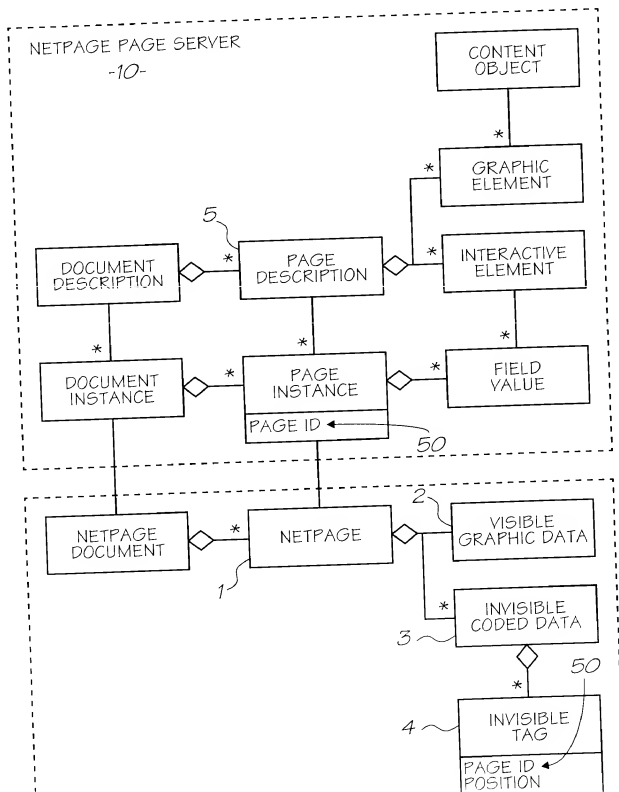 NETPAGE PAGE SERVER
-10-
CONTENT
OBJECT
*
*
GRAPHIC
ELEMENT
5
DOCUMENT
DESCRIPTION
*
PAGE
DESCRIPTION
*
INTERACTIVE
ELEMENT
*
*
*
DOCUMENT
INSTANCE
*
PAGE
INSTANCE
*
FIELD
VALUE
PAGE ID
50
NETPAGE
DOCUMENT
*
NETPAGE
1
2
VISIBLE
GRAPHIC DATA
*
INVISIBLE
CODED DATA
3
50
*
4
INVISIBLE
TAG
PAGE ID
POSITION